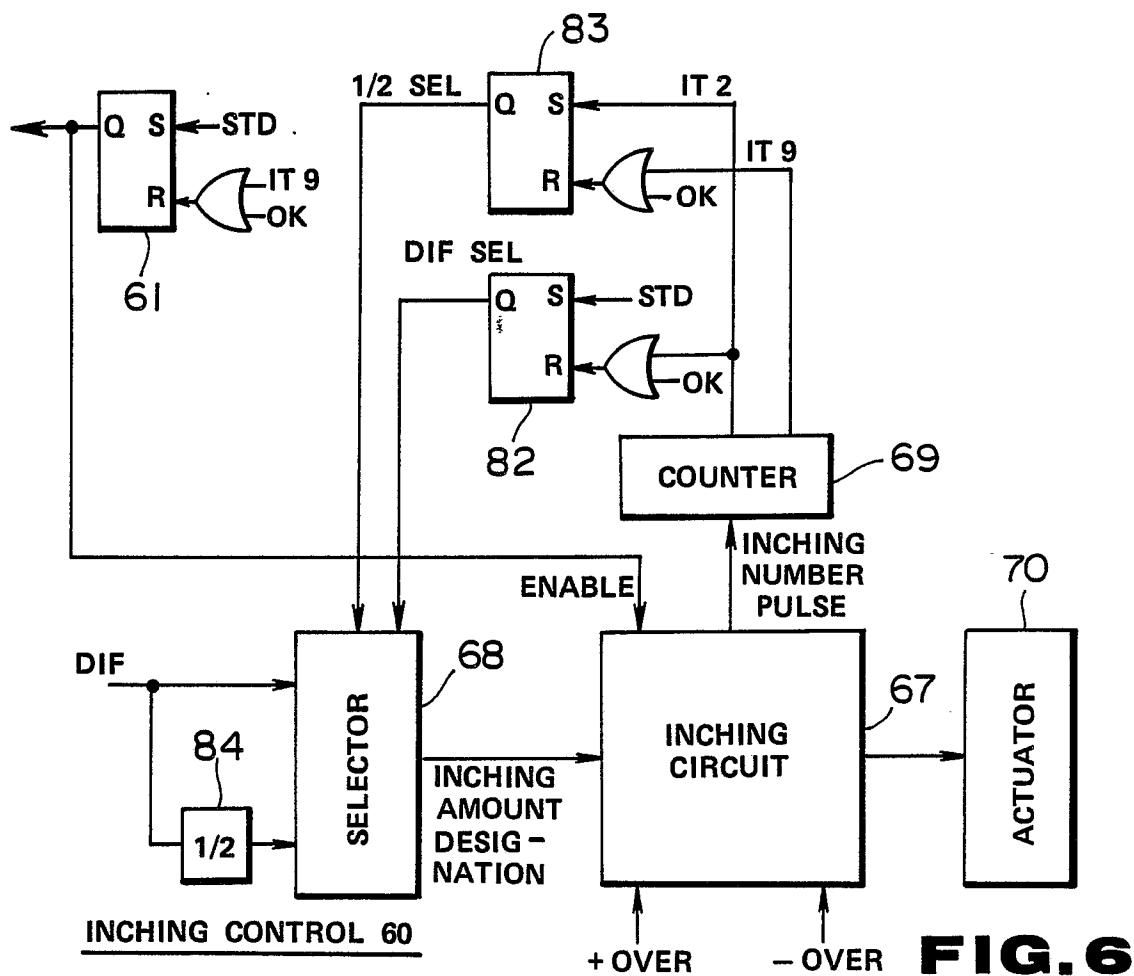 83
1/2 SEL
Q S
IT 2
Q S
STD
IT 9
R
IT 9
OK
R
OK
61
DIF SEL
Q S
STD
R
OK
82
COUNTER
69
INCHING
NUMBER
PULSE
ENABLE
70
DIF
68
SELECTOR
84
1/2
INCHING
AMOUNT
DESIG-
NATION
INCHING
CIRCUIT
67
ACTUATOR
INCHING CONTROL 60
+ OVER
- OVER
FIG. 6